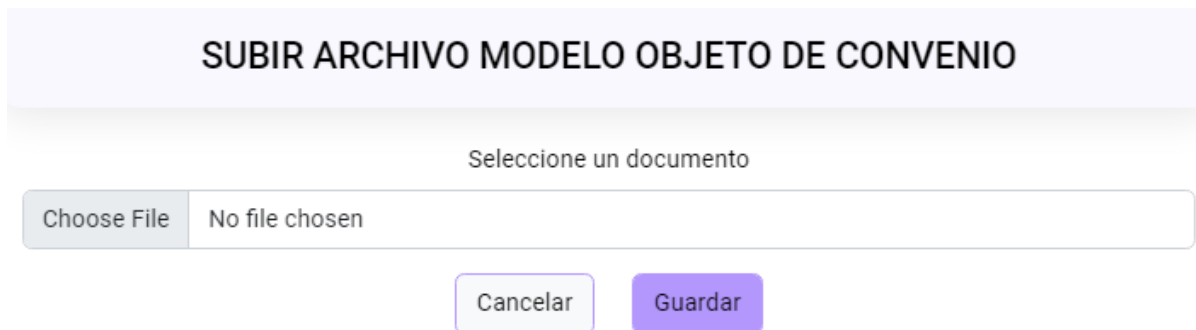 SUBIR ARCHIVO MODELO OBJETO DE CONVENIO
Seleccione un documento
Choose File No file chosen
Cancelar Guardar